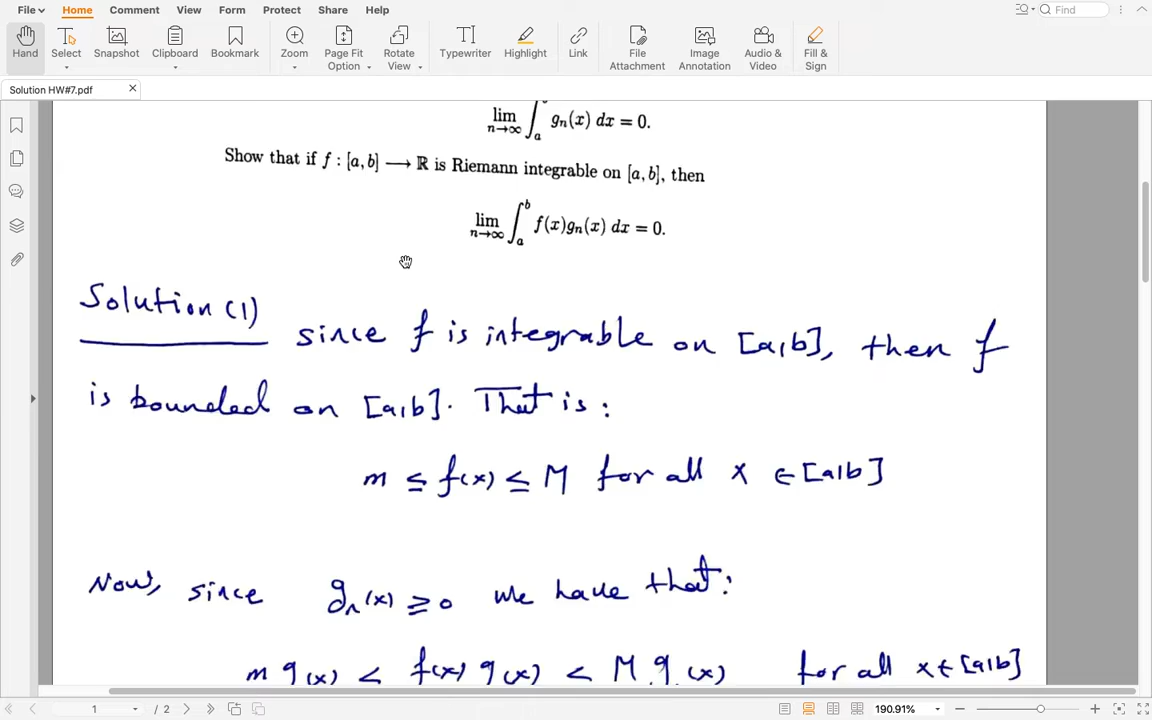 File Home Comment View Form Protect Share Help Find
Hand Select Snapshot Clipboard Bookmark Zoom Page Fit Option Rotate View Typewriter Highlight Link File Attachment Image Annotation Audio & Video Fill & Sign
Solution HW#7.pdf
lim n→∞ ∫ a gn(x) dx = 0.
Show that if f : [a, b] ⟶ ℝ is Riemann integrable on [a, b], then
lim n→∞ ∫ a b f(x)gn(x) dx = 0.
Solution (1) since f is integrable on [a,b], then f
is bounded on [a,b]. That is :
m ≤ f(x) ≤ M for all x ∈ [a,b]
Now, since gn(x) ≥ 0 we have that:
m g(x) < f(x) g(x) < M g(x) for all x ∈ [a,b]
1 / 2 190.91%